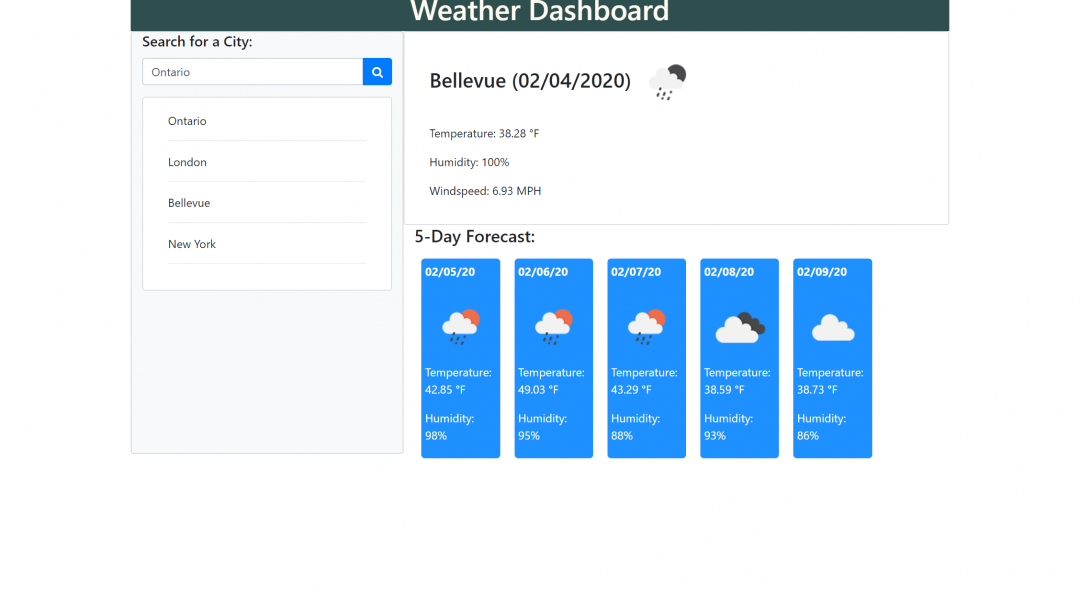 Weather Dashboard
Search for a City:
Ontario
Ontario
London
Bellevue
New York
Bellevue (02/04/2020)
Temperature: 38.28 °F
Humidity: 100%
Windspeed: 6.93 MPH
5-Day Forecast:
02/05/20
Temperature:
42.85 °F
Humidity:
98%
02/06/20
Temperature:
49.03 °F
Humidity:
95%
02/07/20
Temperature:
43.29 °F
Humidity:
88%
02/08/20
Temperature:
38.59 °F
Humidity:
93%
02/09/20
Temperature:
38.73 °F
Humidity:
86%